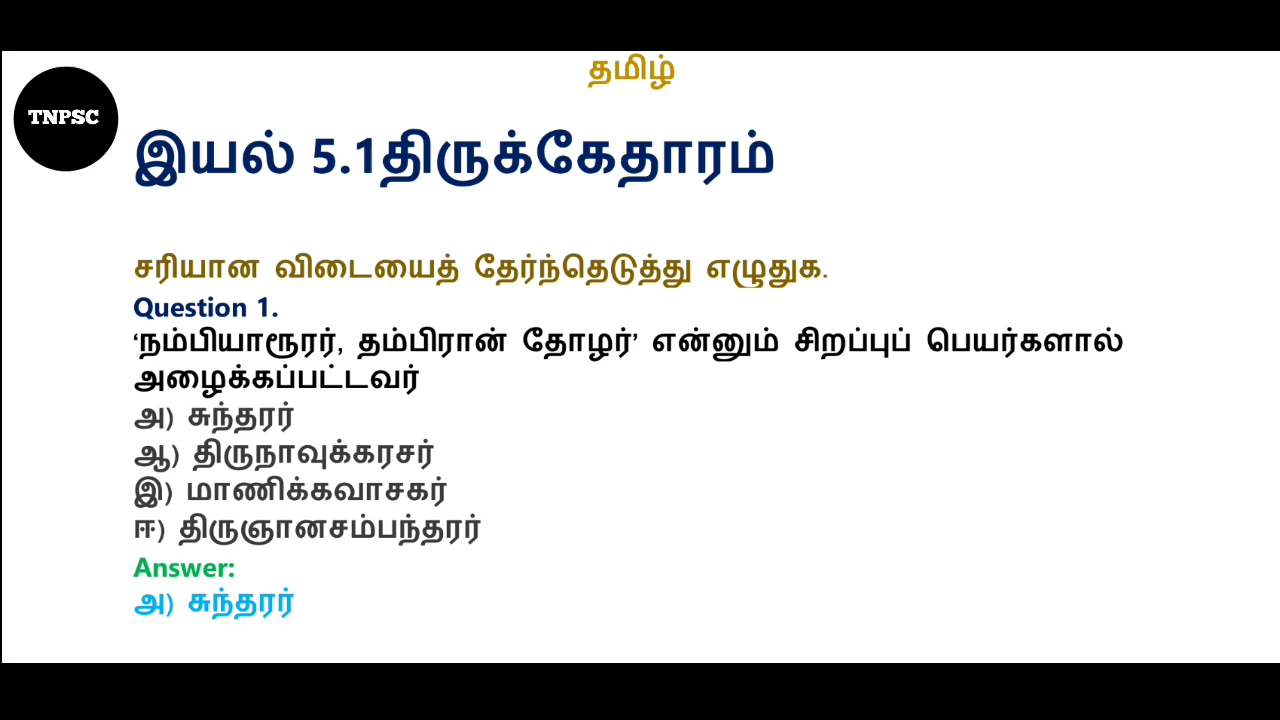 தமிழ்
TNPSC
இயல் 5.1திருக்கேதாரம்
சரியான விடையைத் தேர்ந்தெடுத்து எழுதுக.
Question 1.
‘நம்பியாரூரர், தம்பிரான் தோழர்’ என்னும் சிறப்புப் பெயர்களால்
அழைக்கப்பட்டவர்
அ) சுந்தரர்
ஆ) திருநாவுக்கரசர்
இ) மாணிக்கவாசகர்
ஈ) திருஞானசம்பந்தரர்
Answer:
அ) சுந்தரர்